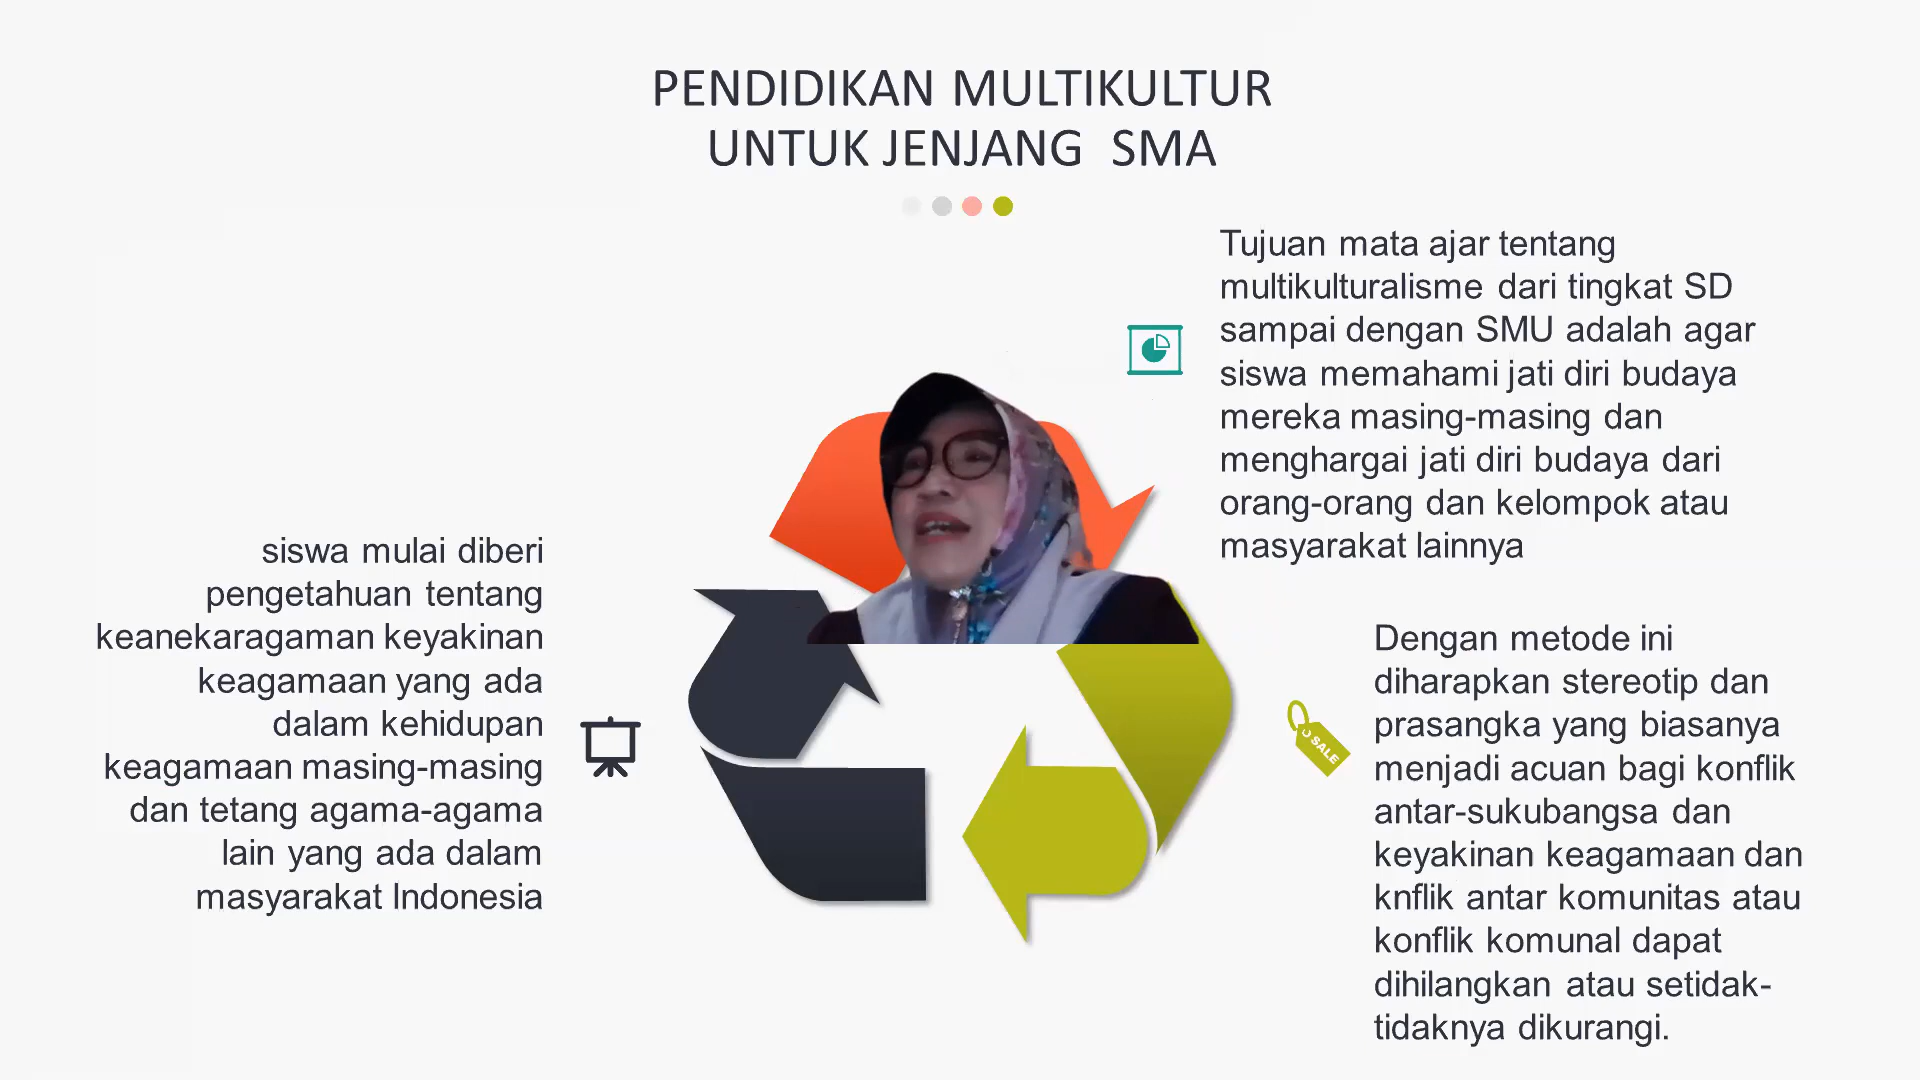 PENDIDIKAN MULTIKULTUR
UNTUK JENJANG SMA
Tujuan mata ajar tentang
multikulturalisme dari tingkat SD
sampai dengan SMU adalah agar
siswa memahami jati diri budaya
mereka masing-masing dan
menghargai jati diri budaya dari
orang-orang dan kelompok atau
masyarakat lainnya
siswa mulai diberi
pengetahuan tentang
keanekaragaman keyakinan
keagamaan yang ada
dalam kehidupan
keagamaan masing-masing
dan tetang agama-agama
lain yang ada dalam
masyarakat Indonesia
SALE
Dengan metode ini
diharapkan stereotip dan
prasangka yang biasanya
menjadi acuan bagi konflik
antar-sukubangsa dan
keyakinan keagamaan dan
knflik antar komunitas atau
konflik komunal dapat
dihilangkan atau setidak-
tidaknya dikurangi.